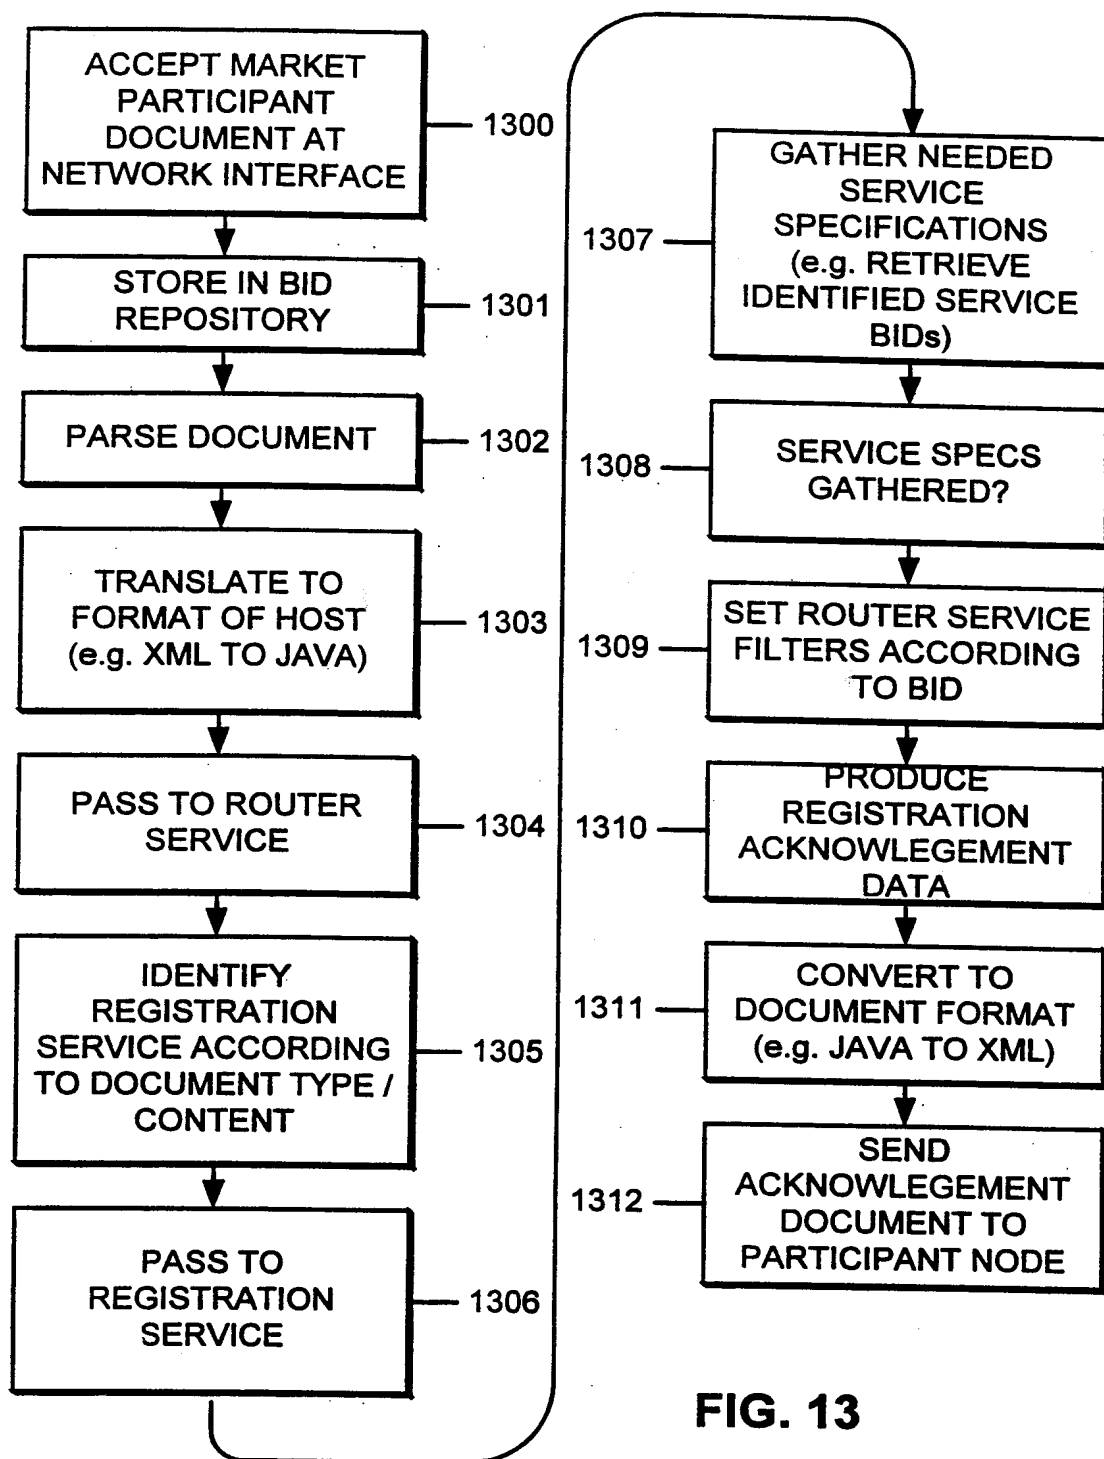 ACCEPT MARKET
PARTICIPANT
DOCUMENT AT
NETWORK INTERFACE
1300
STORE IN BID
REPOSITORY
1301
PARSE DOCUMENT
1302
TRANSLATE TO
FORMAT OF HOST
(e.g. XML TO JAVA)
1303
PASS TO ROUTER
SERVICE
1304
IDENTIFY
REGISTRATION
SERVICE ACCORDING
TO DOCUMENT TYPE /
CONTENT
1305
PASS TO
REGISTRATION
SERVICE
1306
GATHER NEEDED
SERVICE
SPECIFICATIONS
(e.g. RETRIEVE
IDENTIFIED SERVICE
BIDs)
1307
SERVICE SPECS
GATHERED?
1308
SET ROUTER SERVICE
FILTERS ACCORDING
TO BID
1309
PRODUCE
REGISTRATION
ACKNOWLEGEMENT
DATA
1310
CONVERT TO
DOCUMENT FORMAT
(e.g. JAVA TO XML)
1311
SEND
ACKNOWLEGEMENT
DOCUMENT TO
PARTICIPANT NODE
1312
FIG. 13